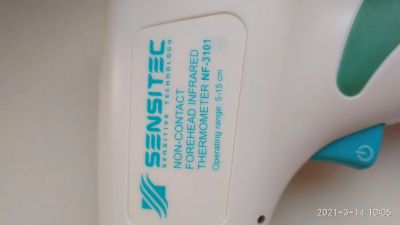 SENSITEC
SENSITIVE TECHNOLOGY
NON-CONTACT
FOREHEAD INFRARED
THERMOMETER NF-3101
Operating range: 5-15 cm
2021-3-14 10:06